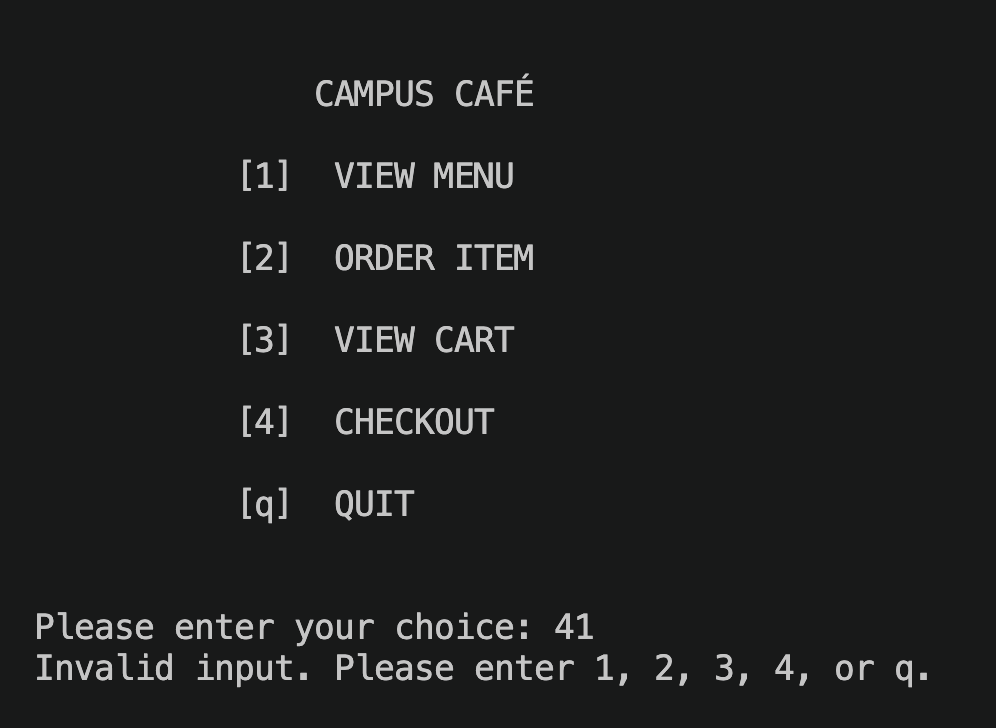 CAMPUS CAFÉ
[1] VIEW MENU
[2] ORDER ITEM
[3] VIEW CART
[4] CHECKOUT
[q] QUIT
Please enter your choice: 41
Invalid input. Please enter 1, 2, 3, 4, or q.